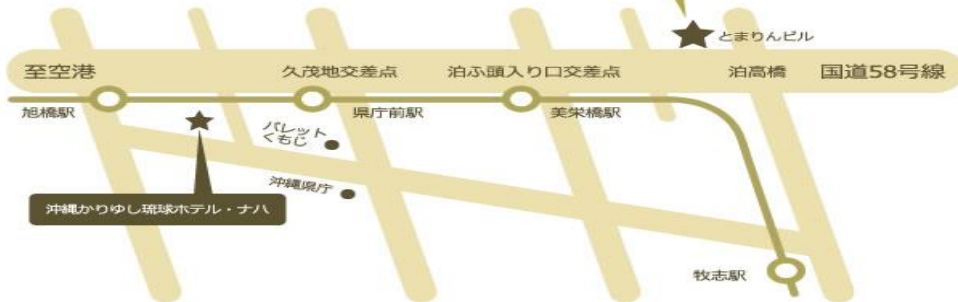 とまりんビル
至空港
久茂地交差点
泊ふ頭入り口交差点
泊高橋
国道58号線
旭橋駅
県庁前駅
美栄橋駅
パレット
くもじ
沖縄県庁
沖縄かりゆし琉球ホテル・ナハ
牧志駅